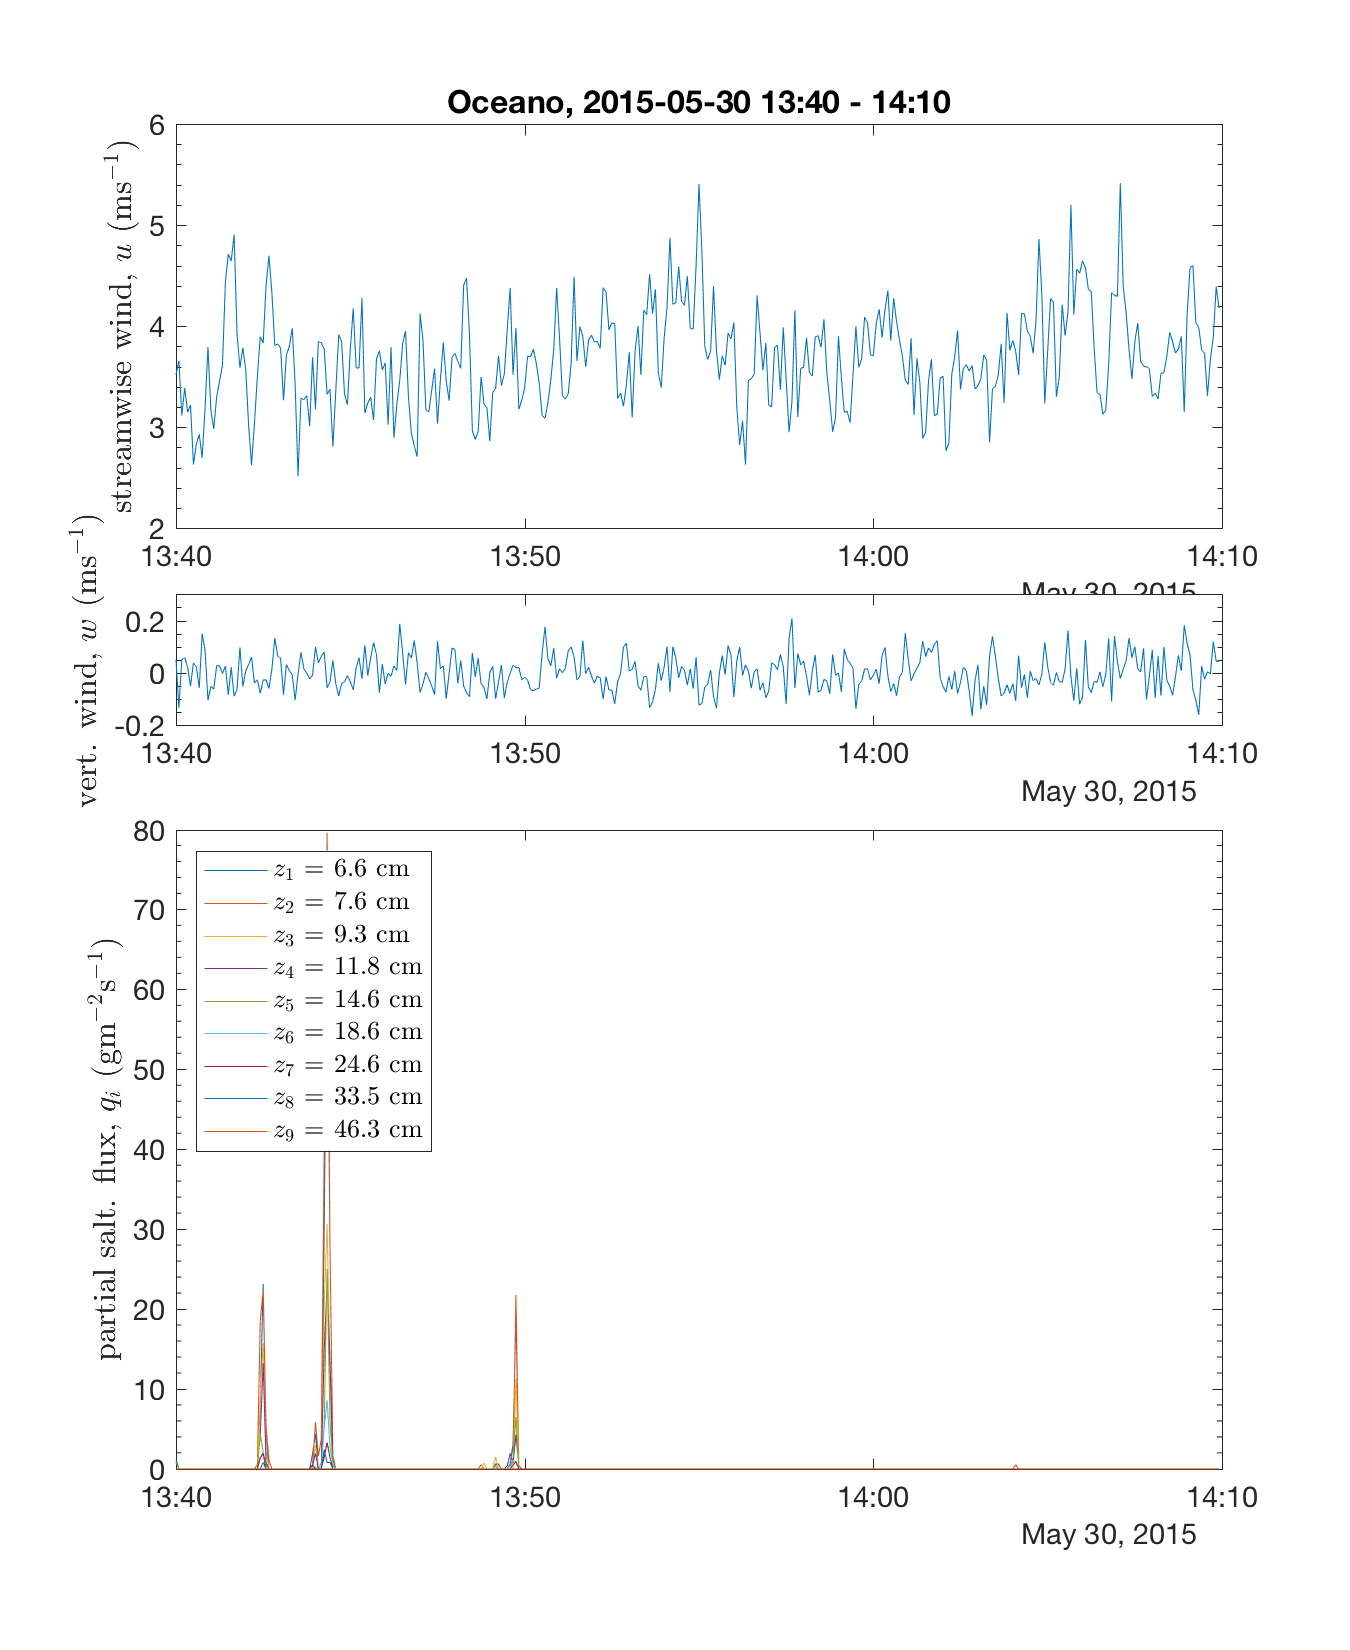 Oceano, 2015-05-30 13:40 - 14:10
streamwise wind, u (ms⁻¹)
6
5
4
3
2
13:40 13:50 14:00 14:10
May 30, 2015
vert. wind, w (ms⁻¹)
0.2
0
-0.2
13:40 13:50 14:00 14:10
May 30, 2015
partial salt. flux, qᵢ (gm⁻²s⁻¹)
80
70
60
50
40
30
20
10
0
z₁ = 6.6 cm
z₂ = 7.6 cm
z₃ = 9.3 cm
z₄ = 11.8 cm
z₅ = 14.6 cm
z₆ = 18.6 cm
z₇ = 24.6 cm
z₈ = 33.5 cm
z₉ = 46.3 cm
13:40 13:50 14:00 14:10
May 30, 2015